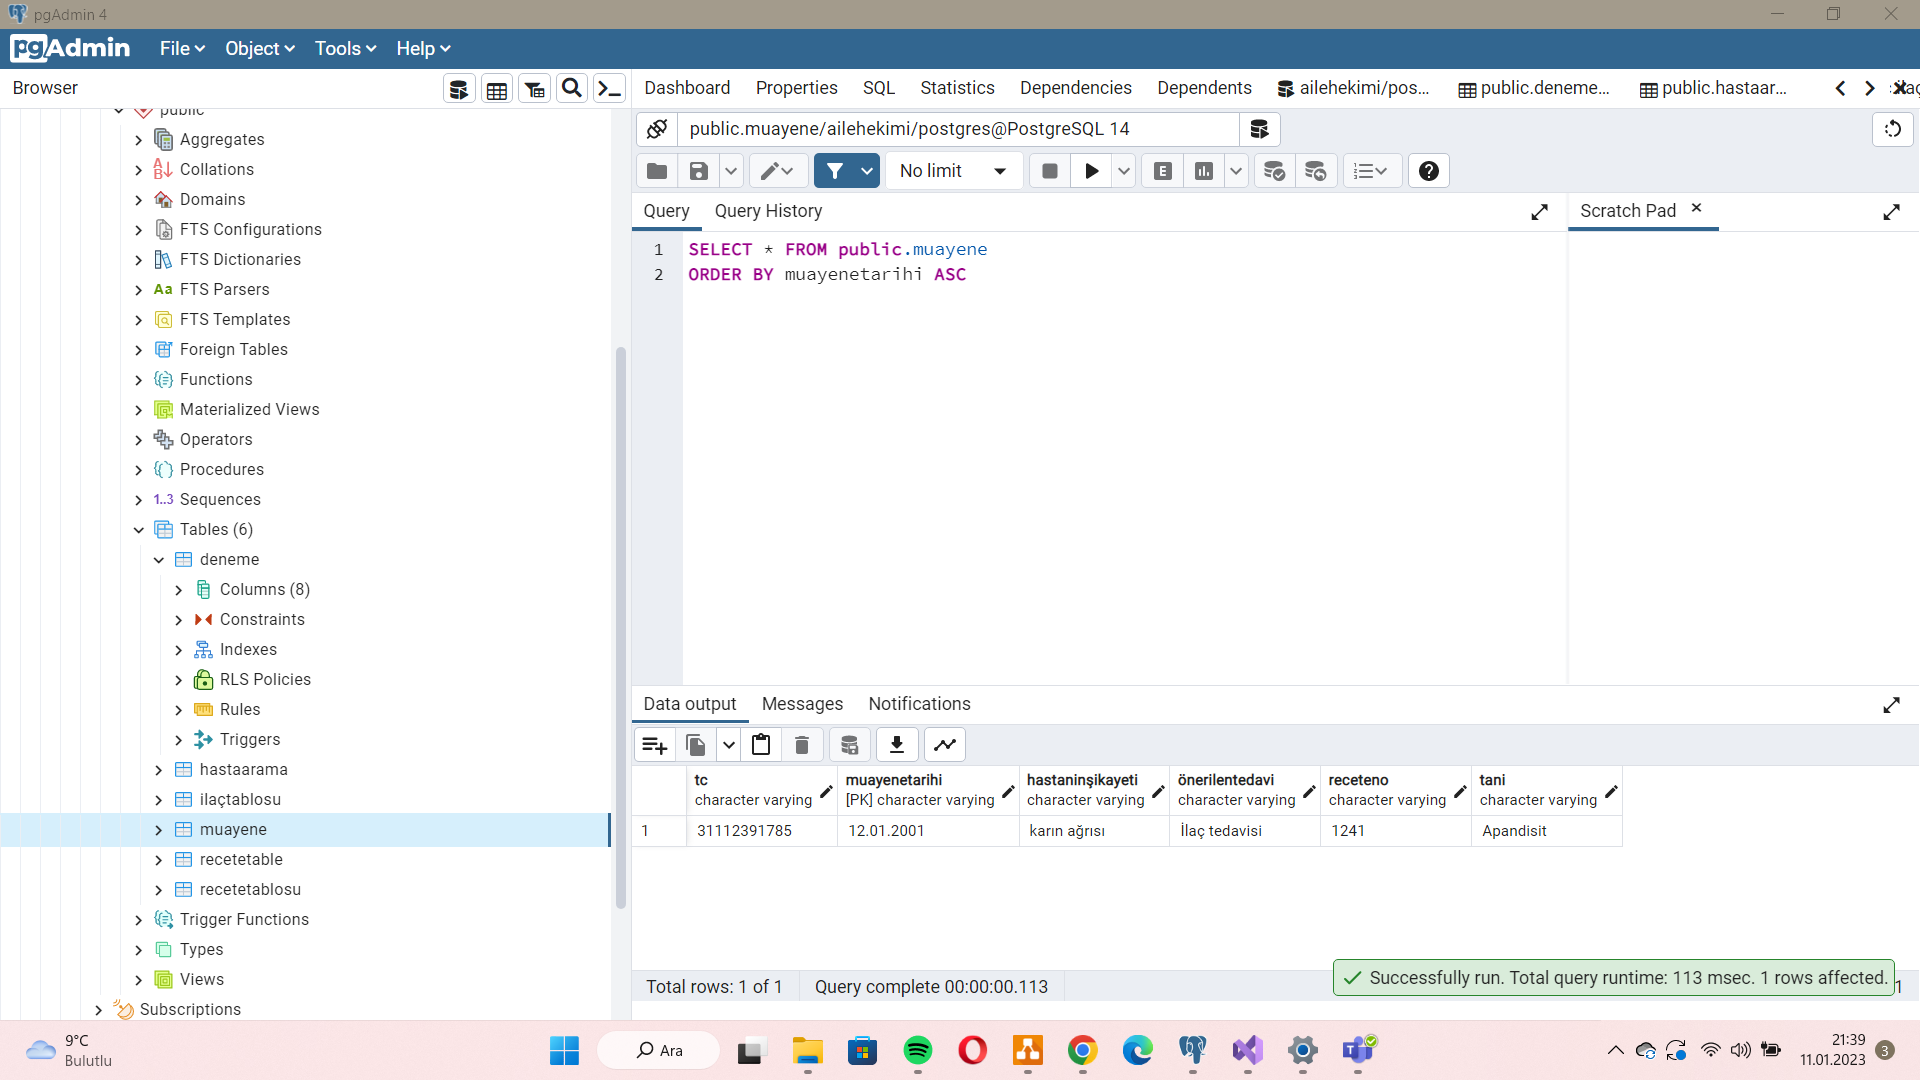 pgAdmin 4
pgAdmin File Object Tools Help
Browser
Dashboard Properties SQL Statistics Dependencies Dependents ailehekimi/pos... public.deneme... public.hastaar...
public
Aggregates
Collations
Domains
FTS Configurations
FTS Dictionaries
Aa FTS Parsers
FTS Templates
Foreign Tables
Functions
Materialized Views
Operators
Procedures
1..3 Sequences
Tables (6)
deneme
Columns (8)
Constraints
Indexes
RLS Policies
Rules
Triggers
hastaarama
ilaçtablosu
muayene
recetetable
recetetablosu
Trigger Functions
Types
Views
Subscriptions
public.muayene/ailehekimi/postgres@PostgreSQL 14
No limit
E
Query Query History
Scratch Pad
1 SELECT * FROM public.muayene
2 ORDER BY muayenetarihi ASC
Data output Messages Notifications
tc muayenetarihi hastaninşikayeti önerilentedavi receteno tani
character varying [PK] character varying character varying character varying character varying character varying
1 31112391785 12.01.2001 karın ağrısı İlaç tedavisi 1241 Apandisit
Total rows: 1 of 1 Query complete 00:00:00.113
Successfully run. Total query runtime: 113 msec. 1 rows affected.
1
9°C
Bulutlu
Ara
21:39
11.01.2023
3